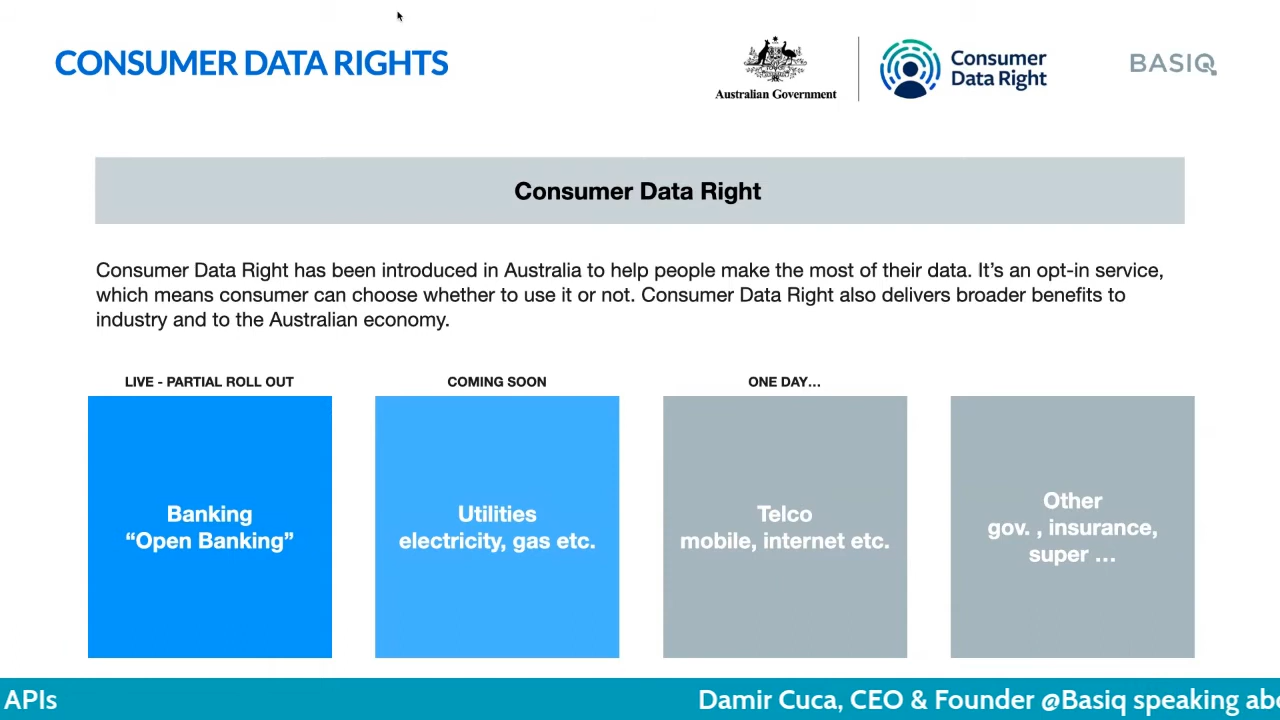 CONSUMER DATA RIGHTS
Australian Government
Consumer
Data Right
BASIQ
Consumer Data Right
Consumer Data Right has been introduced in Australia to help people make the most of their data. It’s an opt-in service,
which means consumer can choose whether to use it or not. Consumer Data Right also delivers broader benefits to
industry and to the Australian economy.
LIVE - PARTIAL ROLL OUT
Banking
“Open Banking”
COMING SOON
Utilities
electricity, gas etc.
ONE DAY…
Telco
mobile, internet etc.
Other
gov. , insurance,
super …
APIs
Damir Cuca, CEO & Founder @Basiq speaking abo